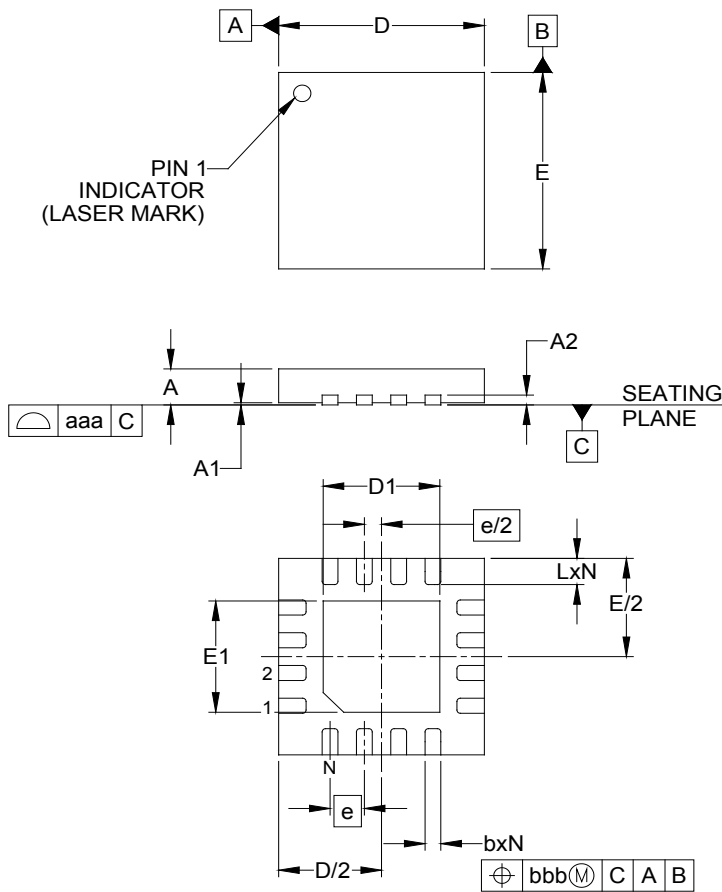 A
D
B
PIN 1
INDICATOR
(LASER MARK)
E
A2
A
SEATING
PLANE
aaa C
A1
C
D1
e/2
LxN
E/2
E1
2
1
N
e
bxN
D/2
bbb Ⓜ C A B